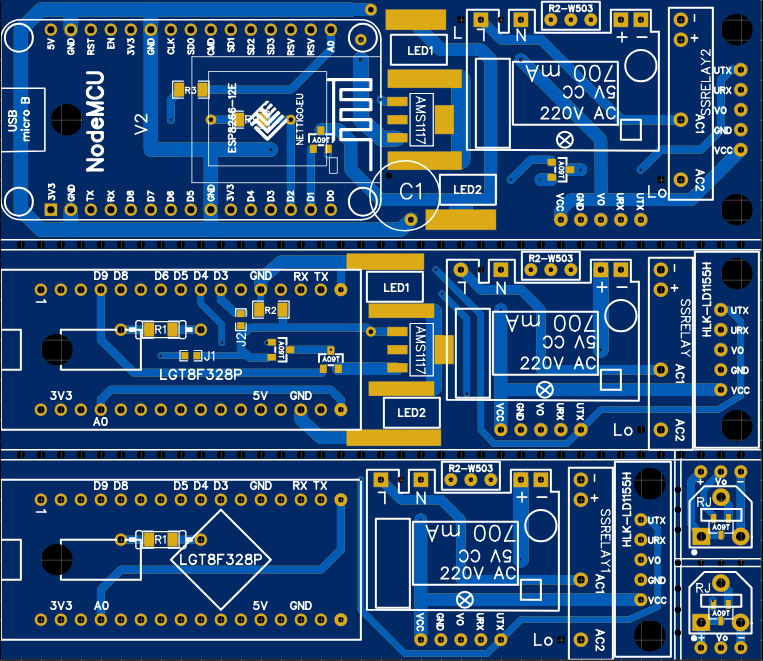 R2-W503
5V GND RST EN 3V3 GND CLK SD0 CMD SD1 SD2 SD3 RSV RSV A0
L N + -
- +
LED1
SSRELAY2
UTX
URX
VO
GND
VCC
USB
micro B
NodeMCU
V2
R3
ESP8266-12E
NETTIGO.EU
A09T
AMS1117
700 mA
5V CC
AC 220V
AC1
AC2
A09T
C1
LED2
Lo
3V3 GND TX RX D8 D7 D6 D5 GND 3V3 D4 D3 D2 D1 D0
VCC GND VO URX UTX
D9 D8 D6 D5 D4 D3 GND RX TX
1
R1
R2
J2
J1
A09T
A09T
LGT8F328P
3V3
A0
5V GND
LED1
AMS1117
LED2
R2-W503
L N + -
- +
700 mA
5V CC
AC 220V
SSRELAY
AC1
AC2
HLK-LD1155H
UTX
URX
VO
GND
VCC
VCC GND VO URX UTX
Lo
D9 D8 D5 D4 D3 GND RX TX
1
R1
LGT8F328P
3V3 A0 5V GND
R2-W503
L N + -
- +
700 mA
5V CC
AC 220V
SSRELAY1
AC1
AC2
HLK-LD1155H
UTX
URX
VO
GND
VCC
VCC GND VO URX UTX
Lo
+ Vo -
RJ
A09T
RJ
A09T
+ Vo -